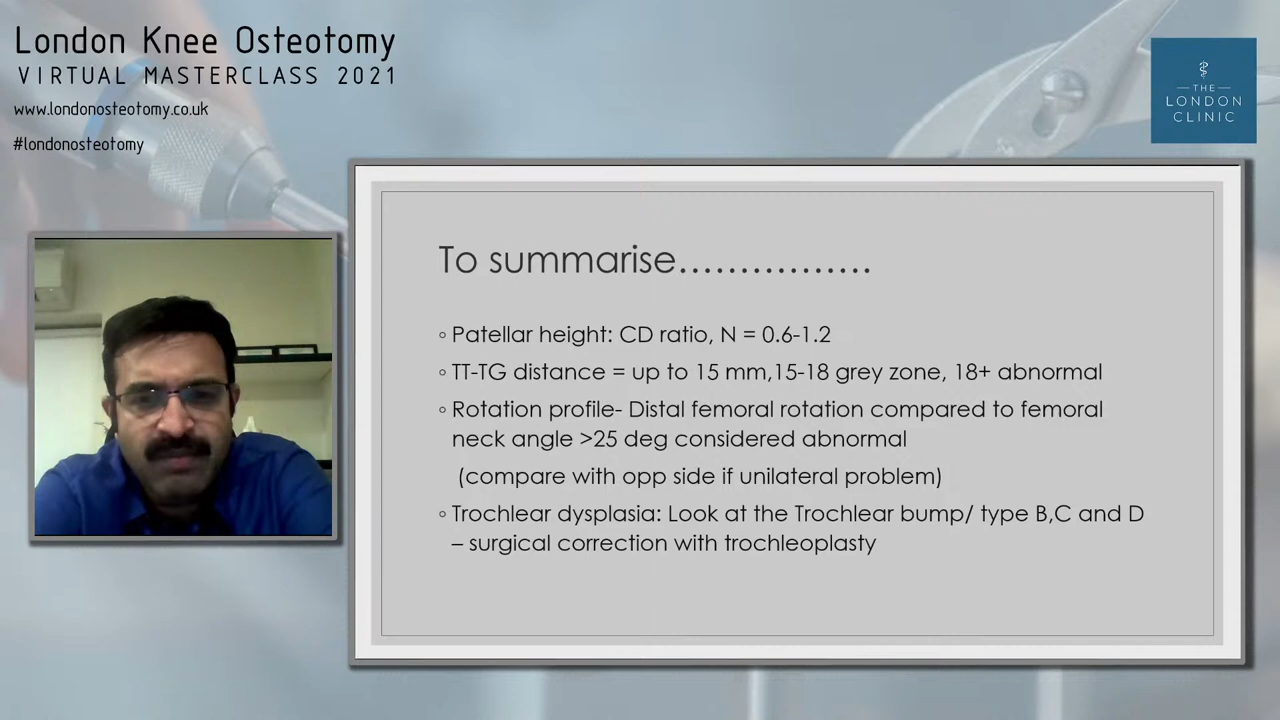 London Knee Osteotomy
VIRTUAL MASTERCLASS 2021
www.londonosteotomy.co.uk
#londonosteotomy
THE
LONDON
CLINIC
To summarise................
◦ Patellar height: CD ratio, N = 0.6-1.2
◦ TT-TG distance = up to 15 mm,15-18 grey zone, 18+ abnormal
◦ Rotation profile- Distal femoral rotation compared to femoral
neck angle >25 deg considered abnormal
(compare with opp side if unilateral problem)
◦ Trochlear dysplasia: Look at the Trochlear bump/ type B,C and D
– surgical correction with trochleoplasty